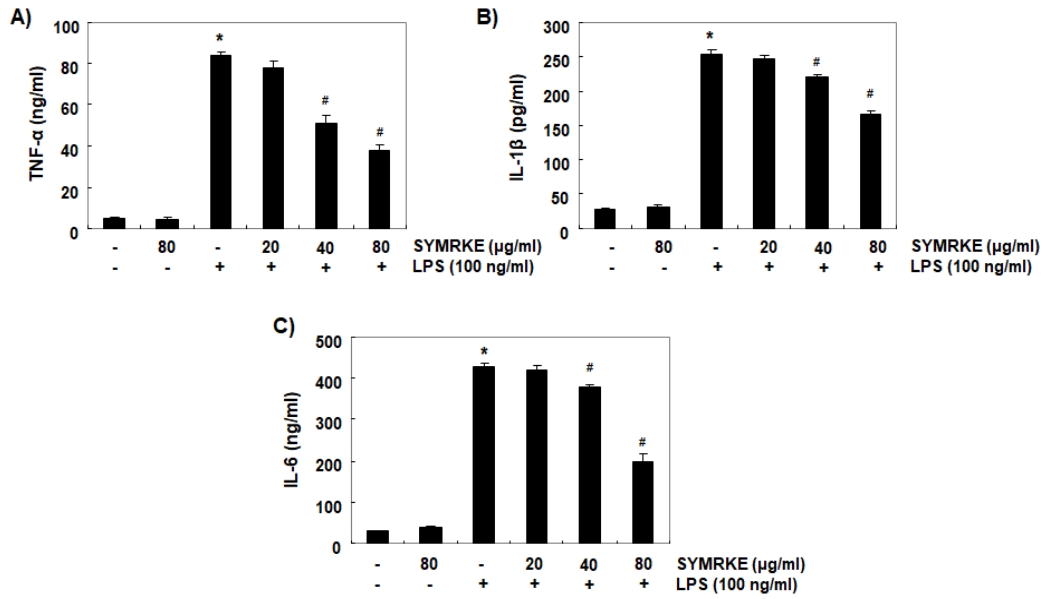 A)
TNF-α (ng/ml)
100
80
60
40
20
0
*
#
#
- 80 - 20 40 80 SYMRKE (μg/ml)
- - + + + + LPS (100 ng/ml)
B)
IL-1β (pg/ml)
300
250
200
150
100
50
0
*
#
#
- 80 - 20 40 80 SYMRKE (μg/ml)
- - + + + + LPS (100 ng/ml)
C)
IL-6 (ng/ml)
500
400
300
200
100
0
*
#
#
- 80 - 20 40 80 SYMRKE (μg/ml)
- - + + + + LPS (100 ng/ml)